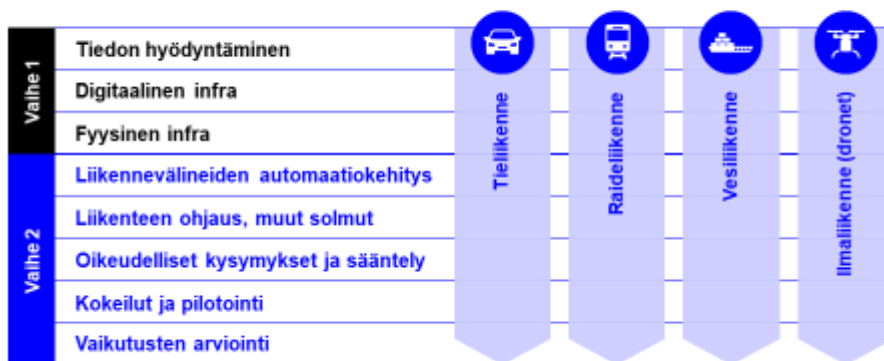 Vaihe 1
Tiedon hyödyntäminen
Digitaalinen infra
Fyysinen infra
Vaihe 2
Liikennevälineiden automaatiokehitys
Liikenteen ohjaus, muut solmut
Oikeudelliset kysymykset ja sääntely
Kokeilut ja pilotointi
Vaikutusten arviointi
Tieliikenne
Raideliikenne
Vesiliikenne
Ilmaliikenne (dronet)